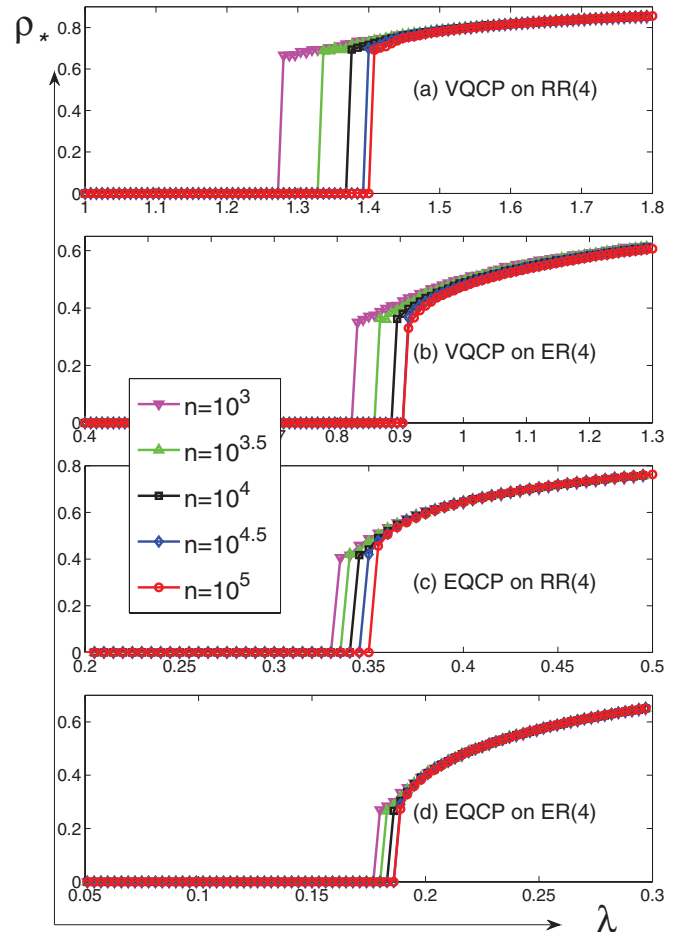 ρ*
0.8
0.6
0.4
0.2
0
(a) VQCP on RR(4)
1 1.1 1.2 1.3 1.4 1.5 1.6 1.7 1.8
0.6
0.4
0.2
0
(b) VQCP on ER(4)
0.4 7 0.8 0.9 1 1.1 1.2 1.3
n=10^3
n=10^3.5
n=10^4
n=10^4.5
n=10^5
0.8
0.6
0.4
0.2
0
(c) EQCP on RR(4)
0.2 0.25 0.3 0.35 0.4 0.45 0.5
0.6
0.4
0.2
0
(d) EQCP on ER(4)
0.05 0.1 0.15 0.2 0.25 0.3
λ